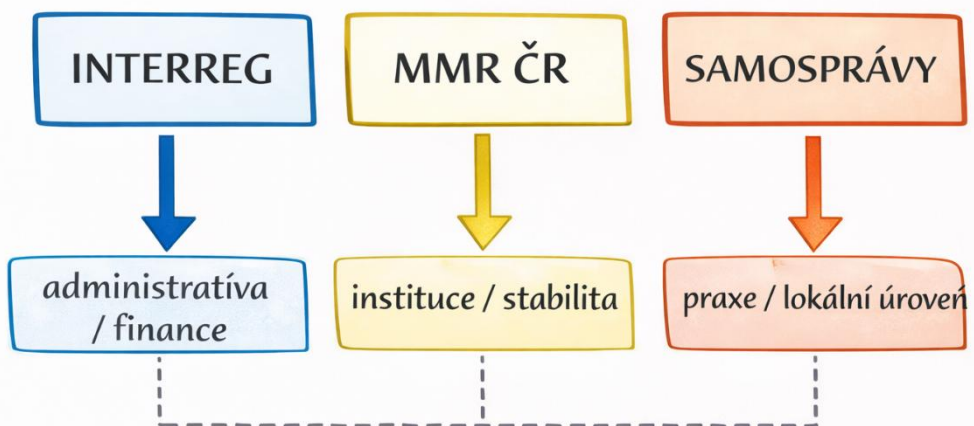 INTERREG
MMR ČR
SAMOSPRÁVY
administratíva
/ finance
instituce / stabilita
praxe / lokální úroveň